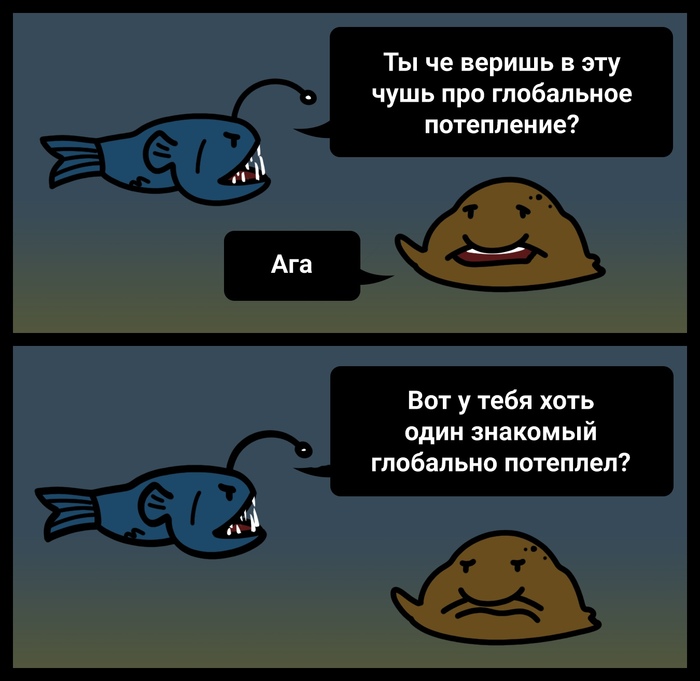 Ты че веришь в эту
чушь про глобальное
потепление?
Ага
Вот у тебя хоть
один знакомый
глобально потеплел?